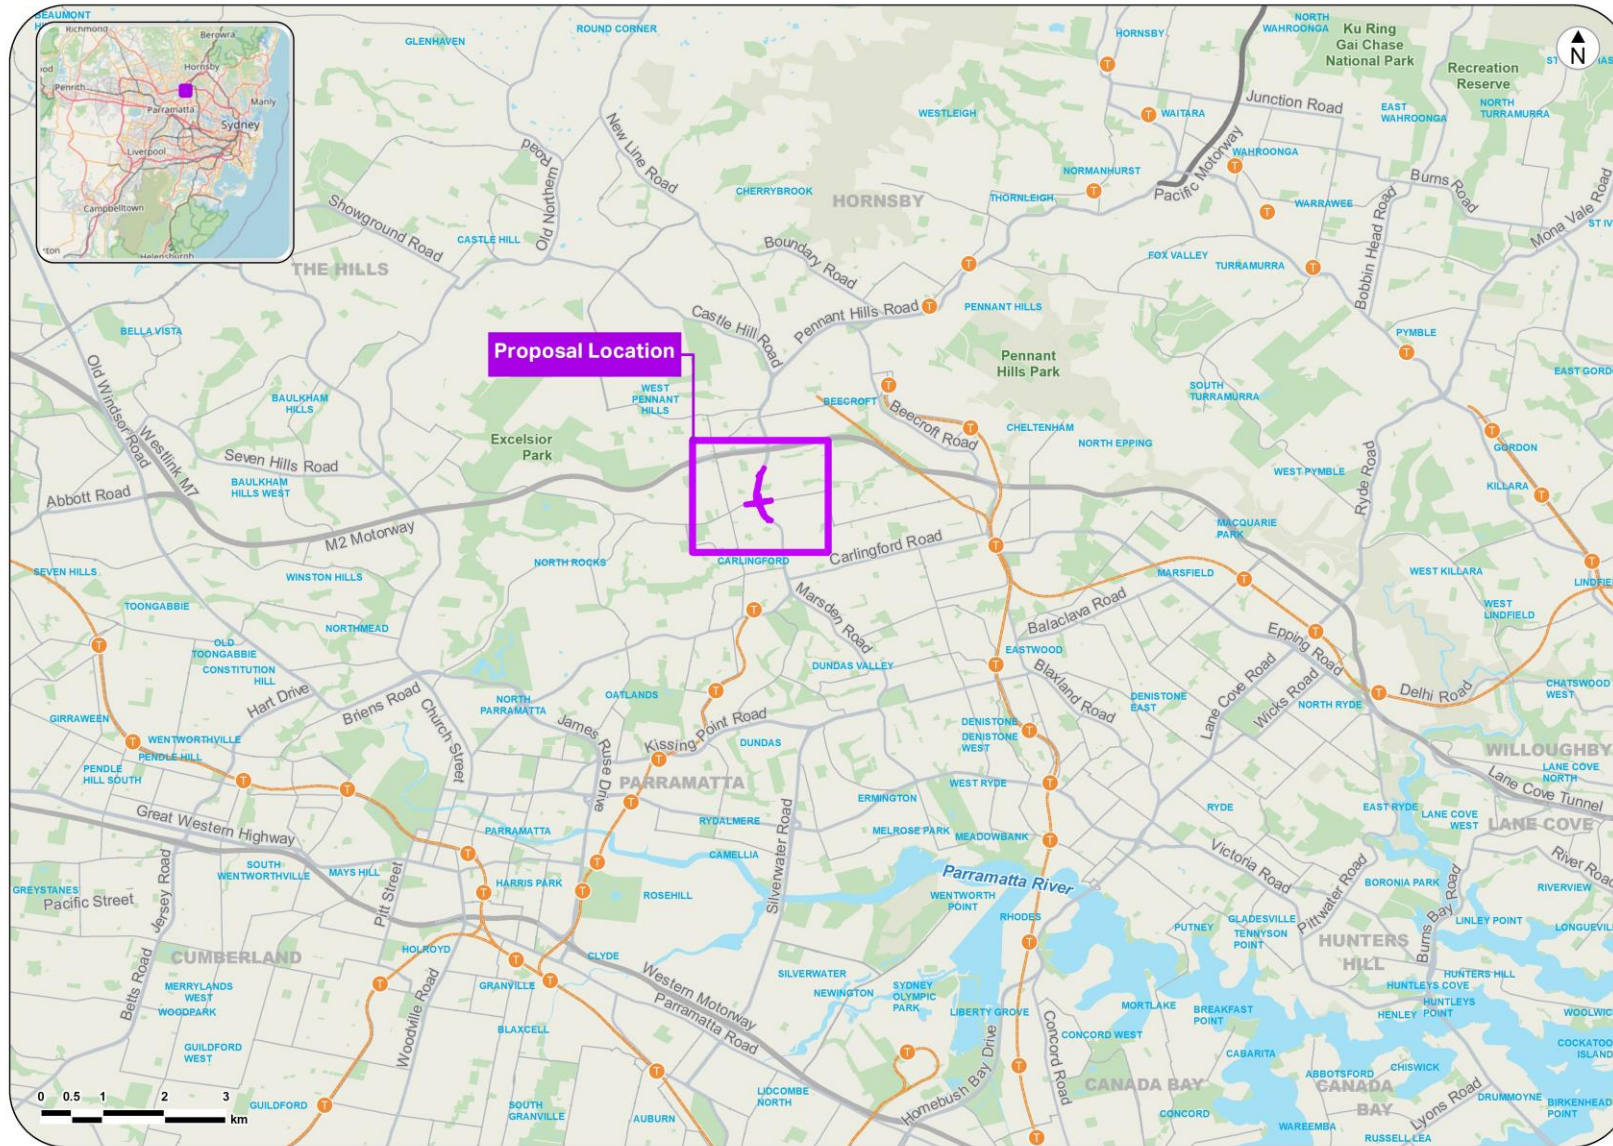 BEAUMONT
Richmond
Berowra
Hornsby
Penrith
Parramatta
Manly
Sydney
Liverpool
Campbelltown
Helensburgh
GLENHAVEN
ROUND CORNER
HORNSBY
NORTH
WAHROONGA
Ku Ring
Gai Chase
National Park
Recreation
Reserve
N
Junction Road
EAST
WAHROONGA
NORTH
TURRAMURRA
WESTLEIGH
WAITARA
WAHROONGA
Pacific Motorway
NORMANHURST
THORNLEIGH
WARRAWEE
Burns Road
Mona Vale Road
Bobbin Head Road
Old Northern
Road
New Line Road
CHERRYBROOK
HORNSBY
Showground Road
CASTLE HILL
THE HILLS
Boundary Road
FOX VALLEY
TURRAMURRA
Castle Hill
Road
Pennant Hills Road
PENNANT HILLS
BELLA VISTA
PYMBLE
Proposal Location
Pennant
Hills Park
Old Windsor Road
WEST
PENNANT
HILLS
BEECROFT
Beecroft Road
CHELTENHAM
NORTH EPPING
SOUTH
TURRAMURRA
BAULKHAM
HILLS
Excelsior
Park
Westlink M7
Seven Hills Road
BAULKHAM
HILLS WEST
Abbott Road
M2 Motorway
WEST PYMBLE
Ryde Road
GORDON
KILLARA
MACQUARIE
PARK
NORTH ROCKS
CARLINGFORD
Carlingford Road
SEVEN HILLS
WINSTON HILLS
MARSFIELD
WEST KILLARA
TOONGABBIE
NORTHMEAD
Marsden Road
Balaclava Road
WEST
LINDFIELD
OLD
TOONGABBIE
CONSTITUTION
HILL
DUNDAS VALLEY
EASTWOOD
Epping Road
Hart Drive
Briens Road
Church Street
NORTH
PARRAMATTA
OATLANDS
Blaxland Road
DENISTONE
EAST
Lane Cove Road
Wicks Road
NORTH RYDE
Delhi Road
CHATSWOOD
WEST
GIRRAWEEN
WENTWORTHVILLE
PENDLE HILL
PENDLE
HILL SOUTH
James Ruse Drive
Kissing Point Road
DUNDAS
DENISTONE
DENISTONE
WEST
WILLOUGHBY
LANE COVE
NORTH
Lane Cove Tunnel
PARRAMATTA
WEST RYDE
ERMINGTON
RYDE
EAST RYDE
LANE COVE
WEST
LANE COVE
Great Western Highway
PARRAMATTA
RYDALMERE
MELROSE PARK
MEADOWBANK
CAMELLIA
Silverwater Road
Victoria Road
Pittwater Road
River Road
GREYSTANES
Pacific Street
SOUTH
WENTWORTHVILLE
MAYS HILL
Pitt Street
HARRIS PARK
ROSEHILL
Parramatta River
WENTWORTH
POINT
BORONIA PARK
RIVERVIEW
Jersey Road
RHODES
PUTNEY
GLADESVILLE
TENNYSON
POINT
Burns Bay Road
LINLEY POINT
HUNTERS
HILL
CUMBERLAND
HOLROYD
CLYDE
Western Motorway
Parramatta Road
SILVERWATER
NEWINGTON
SYDNEY
OLYMPIC
PARK
LIBERTY GROVE
MORTLAKE
BREAKFAST
POINT
HUNTERS HILL
HUNTLEYS COVE
HENLEY
HUNTLEYS
POINT
Betts Road
MERRYLANDS
WEST
WOODPARK
Woodville Road
GRANVILLE
BLAXCELL
CONCORD WEST
Concord Road
Homebush Bay Drive
GUILDFORD
WEST
CABARITA
ABBOTSFORD
CHISWICK
0 0.5 1 2 3
km
GUILDFORD
SOUTH
GRANVILLE
AUBURN
LIDCOMBE
NORTH
CANADA BAY
CONCORD
CANADA
BAY
WAREEMBA
Lyons Road
RUSSELL LEA
DRUMMOYNE
BIRKENHEAD
POINT